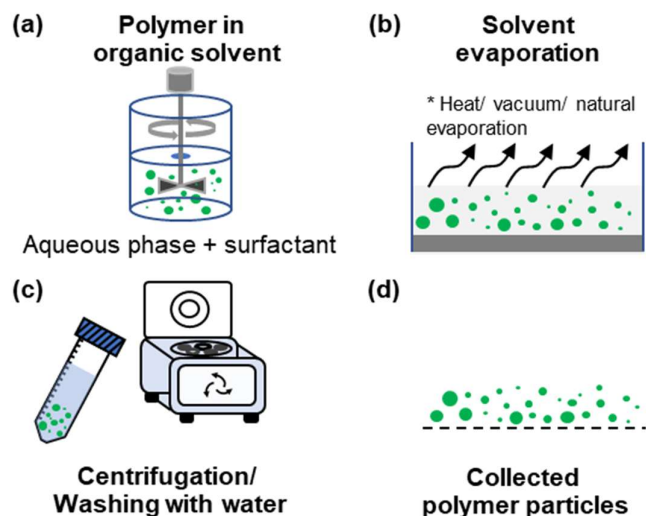 (a)
Polymer in
organic solvent
Aqueous phase + surfactant
(b)
Solvent
evaporation
* Heat/ vacuum/ natural
evaporation
(c)
Centrifugation/
Washing with water
(d)
Collected
polymer particles